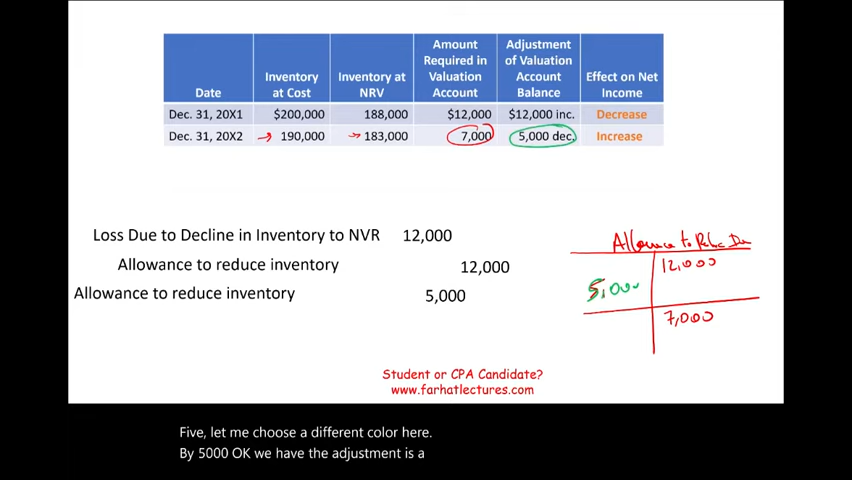 Date Inventory at Cost Inventory at NRV Amount Required in Valuation Account Adjustment of Valuation Account Balance Effect on Net Income
Dec. 31, 20X1 $200,000 188,000 $12,000 $12,000 inc. Decrease
Dec. 31, 20X2 190,000 183,000 7,000 5,000 dec. Increase
Loss Due to Decline in Inventory to NVR 12,000
Allowance to reduce inventory 12,000
Allowance to reduce inventory 5,000
Allowance to
12,000
5,000
7,000
Student or CPA Candidate?
www.farhatlectures.com
Five, let me choose a different color here.
By 5000 OK we have the adjustment is a